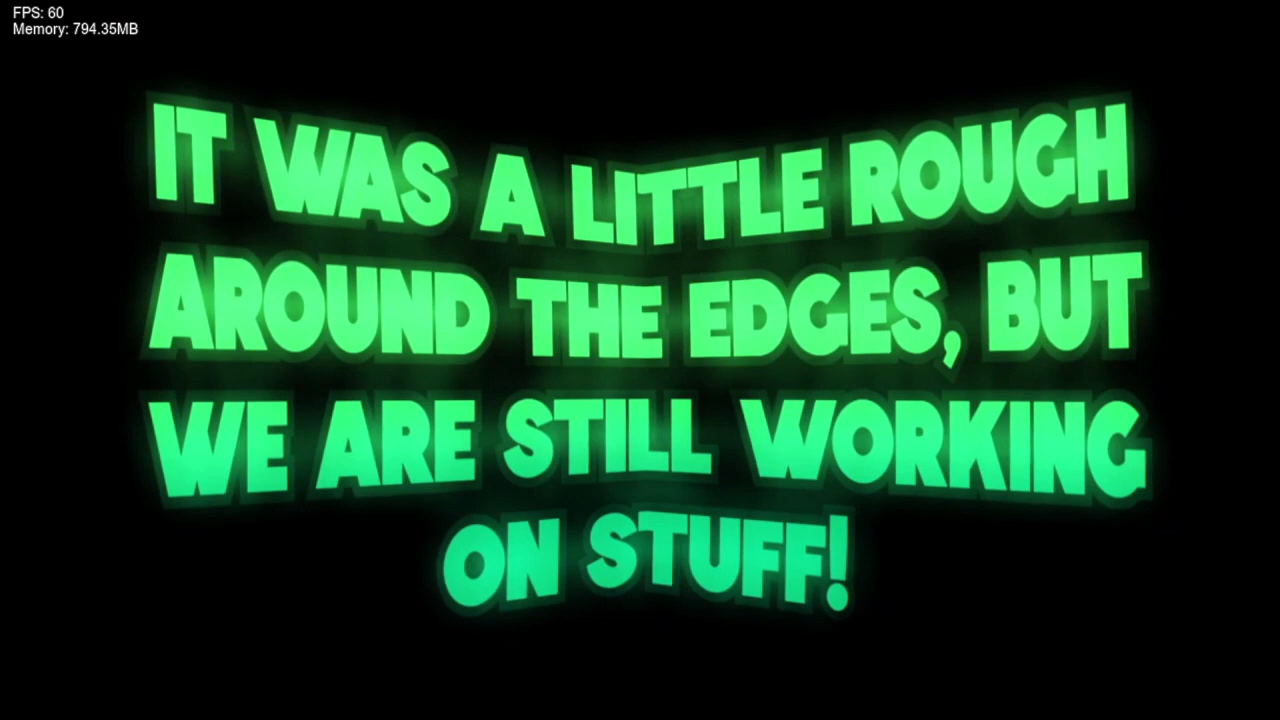 FPS: 60
Memory: 794.35MB
IT WAS A LITTLE ROUGH
AROUND THE EDGES, BUT
WE ARE STILL WORKING
ON STUFF!